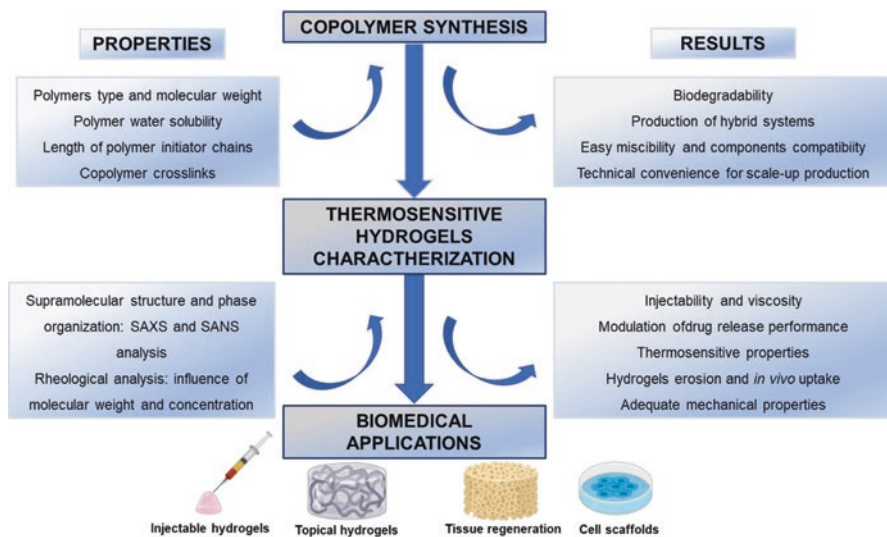 COPOLYMER SYNTHESIS
PROPERTIES
RESULTS
Polymers type and molecular weight
Polymer water solubility
Length of polymer initiator chains
Copolymer crosslinks
Biodegradability
Production of hybrid systems
Easy miscibility and components compatibiity
Technical convenience for scale-up production
THERMOSENSITIVE
HYDROGELS
CHARACTHERIZATION
Supramolecular structure and phase
organization: SAXS and SANS
analysis
Rheological analysis: influence of
molecular weight and concentration
Injectability and viscosity
Modulation ofdrug release performance
Thermosensitive properties
Hydrogels erosion and in vivo uptake
Adequate mechanical properties
BIOMEDICAL
APPLICATIONS
Injectable hydrogels
Topical hydrogels
Tissue regeneration
Cell scaffolds